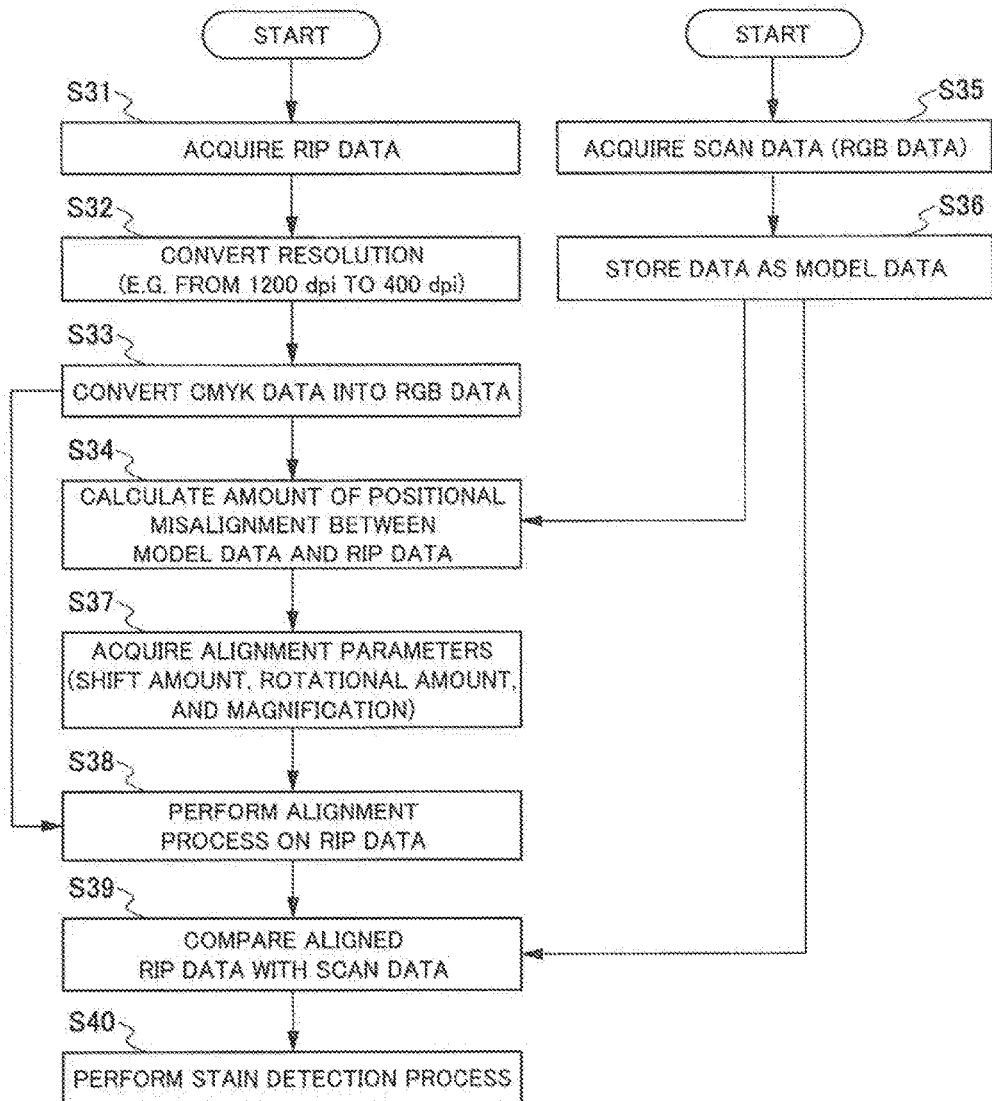 START
S31
ACQUIRE RIP DATA
S32
CONVERT RESOLUTION
(E.G. FROM 1200 dpi TO 400 dpi)
S33
CONVERT CMYK DATA INTO RGB DATA
S34
CALCULATE AMOUNT OF POSITIONAL
MISALIGNMENT BETWEEN
MODEL DATA AND RIP DATA
S37
ACQUIRE ALIGNMENT PARAMETERS
(SHIFT AMOUNT, ROTATIONAL AMOUNT,
AND MAGNIFICATION)
S38
PERFORM ALIGNMENT
PROCESS ON RIP DATA
S39
COMPARE ALIGNED
RIP DATA WITH SCAN DATA
S40
PERFORM STAIN DETECTION PROCESS
START
S35
ACQUIRE SCAN DATA (RGB DATA)
S36
STORE DATA AS MODEL DATA